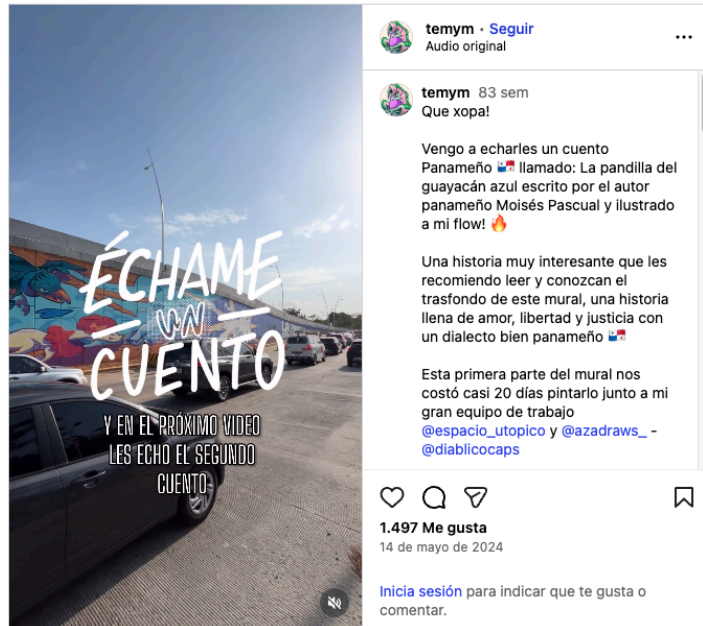 ÉCHAME
UN
CUENTO
Y EN EL PRÓXIMO VIDEO
LES ECHO EL SEGUNDO
CUENTO
temym • Seguir
Audio original
temym 83 sem
Que xopa!
Vengo a echarles un cuento
Panameño 🇵🇦 llamado: La pandilla del
guayacán azul escrito por el autor
panameño Moisés Pascual y ilustrado
a mi flow! 🔥
Una historia muy interesante que les
recomiendo leer y conozcan el
trasfondo de este mural, una historia
llena de amor, libertad y justicia con
un dialecto bien panameño 🇵🇦
Esta primera parte del mural nos
costó casi 20 días pintarlo junto a mi
gran equipo de trabajo
@espacio_utopico y @azadraws_ -
@diablicocaps
1.497 Me gusta
14 de mayo de 2024
Inicia sesión para indicar que te gusta o
comentar.